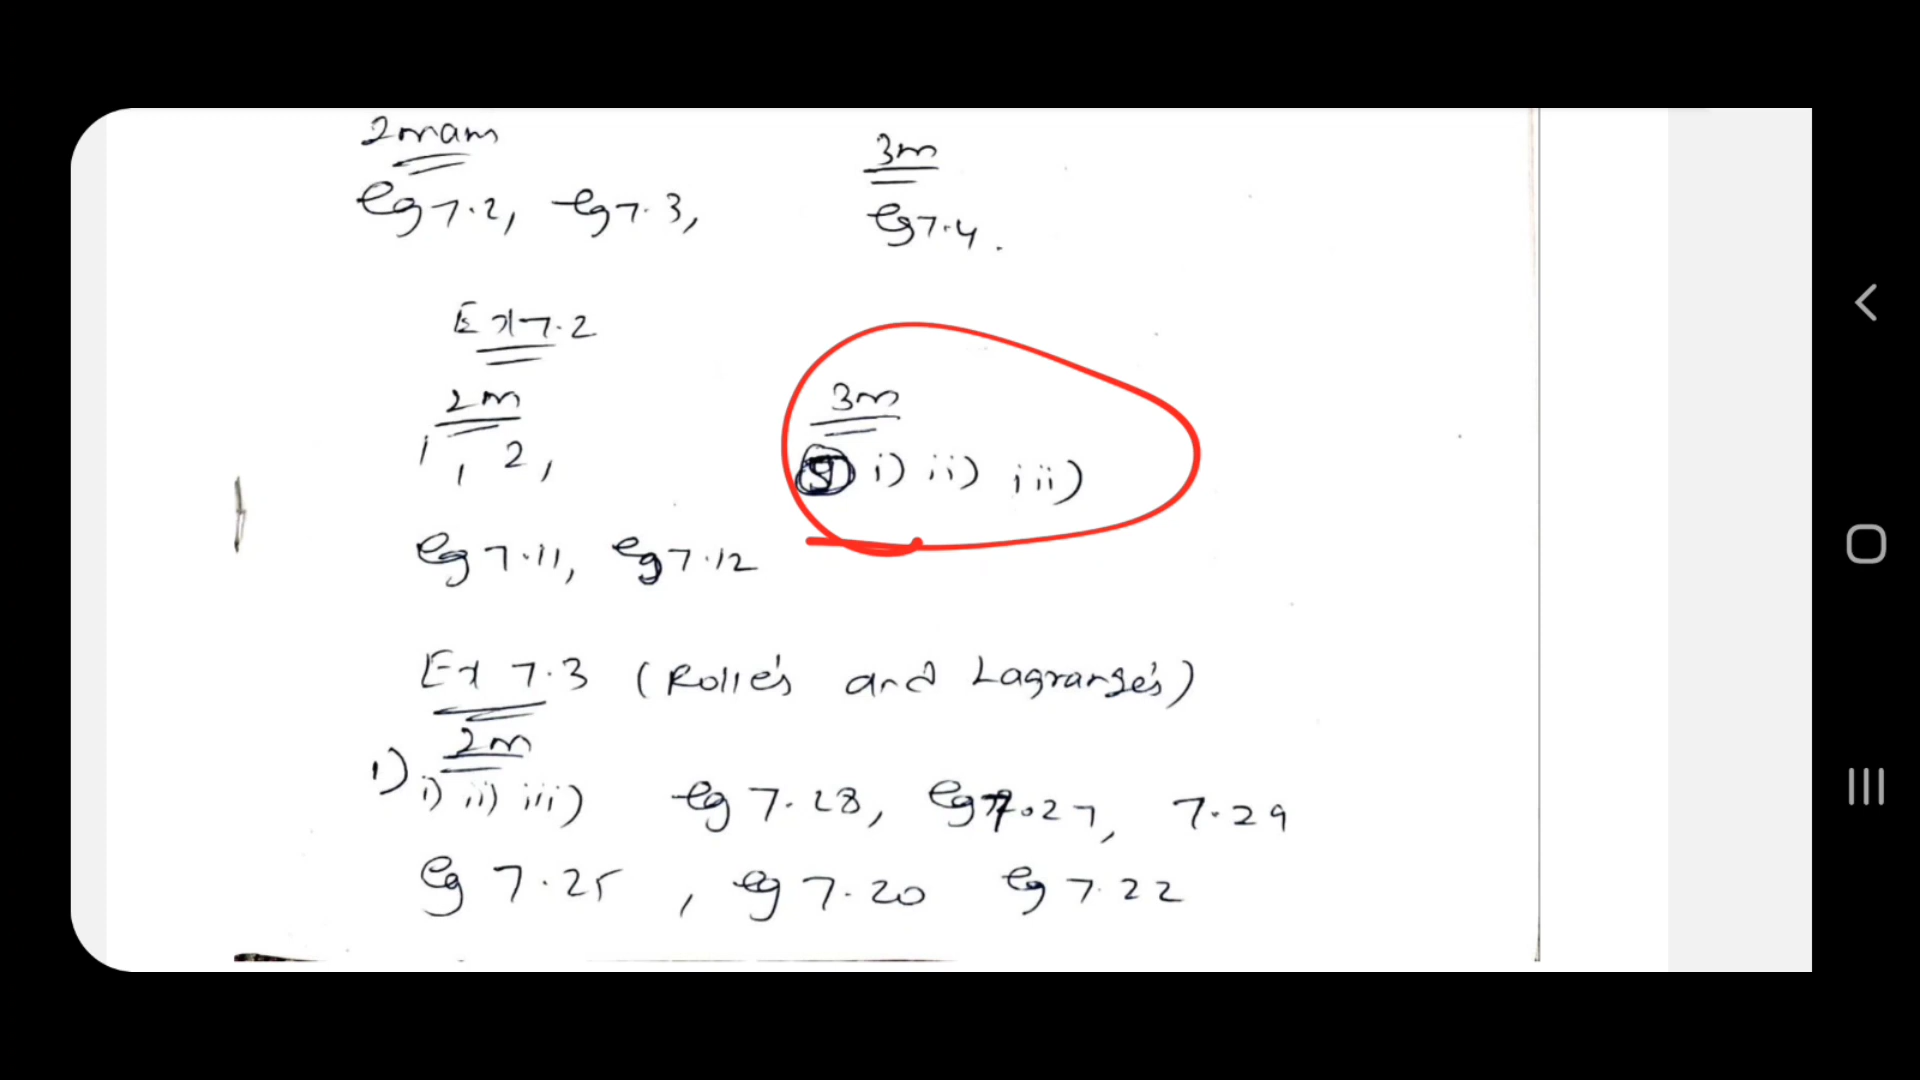 2mam
3m
eg 7.2, eg 7.3,
eg 7.4.
Ex 7.2
2m
3m
1, 2,
i) ii) iii)
eg 7.11, eg 7.12
Ex 7.3 (Rolle's and Lagrange's)
2m
1) i) ii) iii) eg 7.28, eg 7.27, 7.29
eg 7.25, eg 7.20 eg 7.22